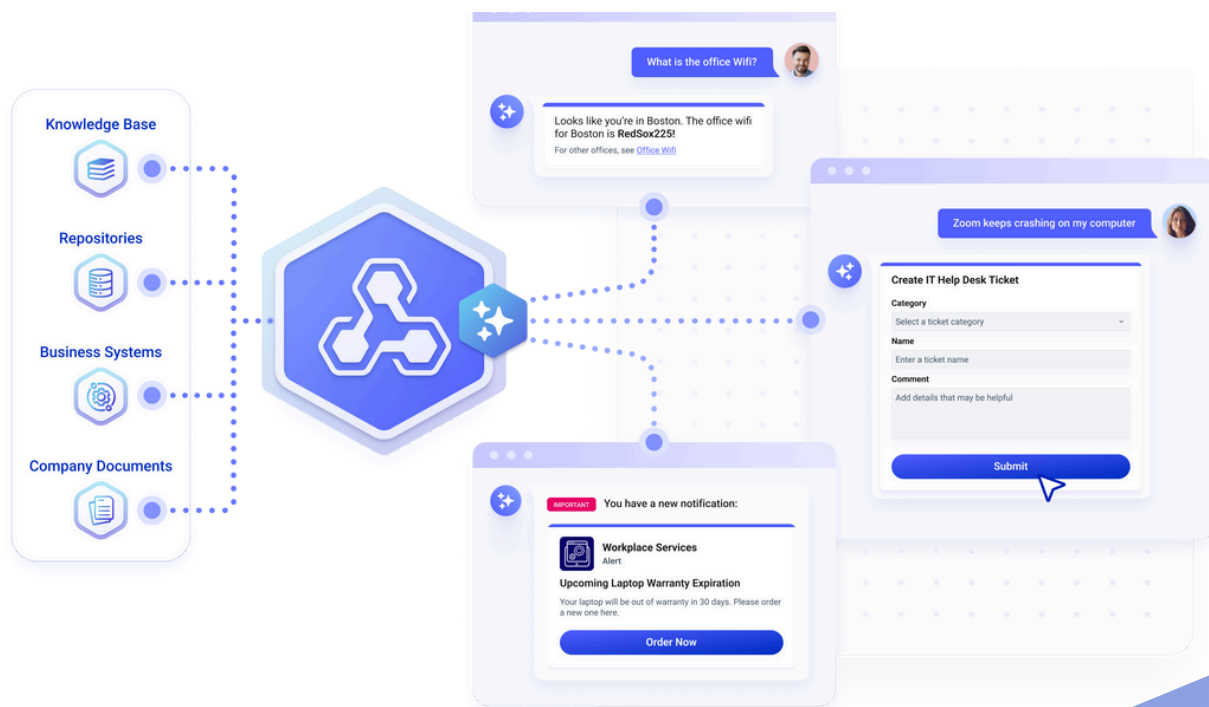 Knowledge Base
Repositories
Business Systems
Company Documents
What is the office Wifi?
Looks like you're in Boston. The office wifi
for Boston is RedSox225!
For other offices, see Office Wifi
Zoom keeps crashing on my computer
Create IT Help Desk Ticket
Category
Select a ticket category
Name
Enter a ticket name
Comment
Add details that may be helpful
Submit
IMPORTANT You have a new notification:
Workplace Services
Alert
Upcoming Laptop Warranty Expiration
Your laptop will be out of warranty in 30 days. Please order
a new one here.
Order Now